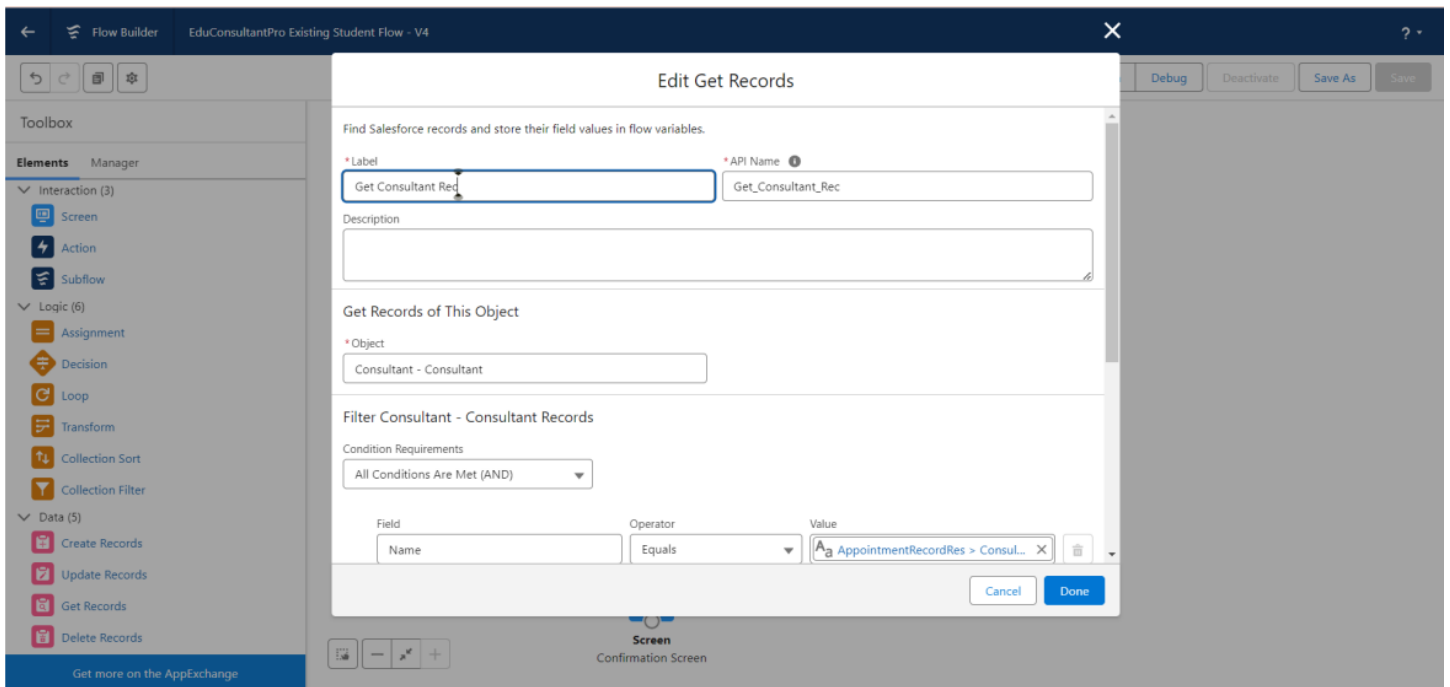 Flow Builder EduConsultantPro Existing Student Flow - V4 ?
Debug Deactivate Save As Save
Toolbox
Elements Manager
Interaction (3)
Screen
Action
Subflow
Logic (6)
Assignment
Decision
Loop
Transform
Collection Sort
Collection Filter
Data (5)
Create Records
Update Records
Get Records
Delete Records
Get more on the AppExchange
Edit Get Records
Find Salesforce records and store their field values in flow variables.
*Label *API Name
Get Consultant Rec Get_Consultant_Rec
Description
Get Records of This Object
*Object
Consultant - Consultant
Filter Consultant - Consultant Records
Condition Requirements
All Conditions Are Met (AND)
Field Operator Value
Name Equals Aa AppointmentRecordRes > Consul...
Cancel Done
Screen
Confirmation Screen